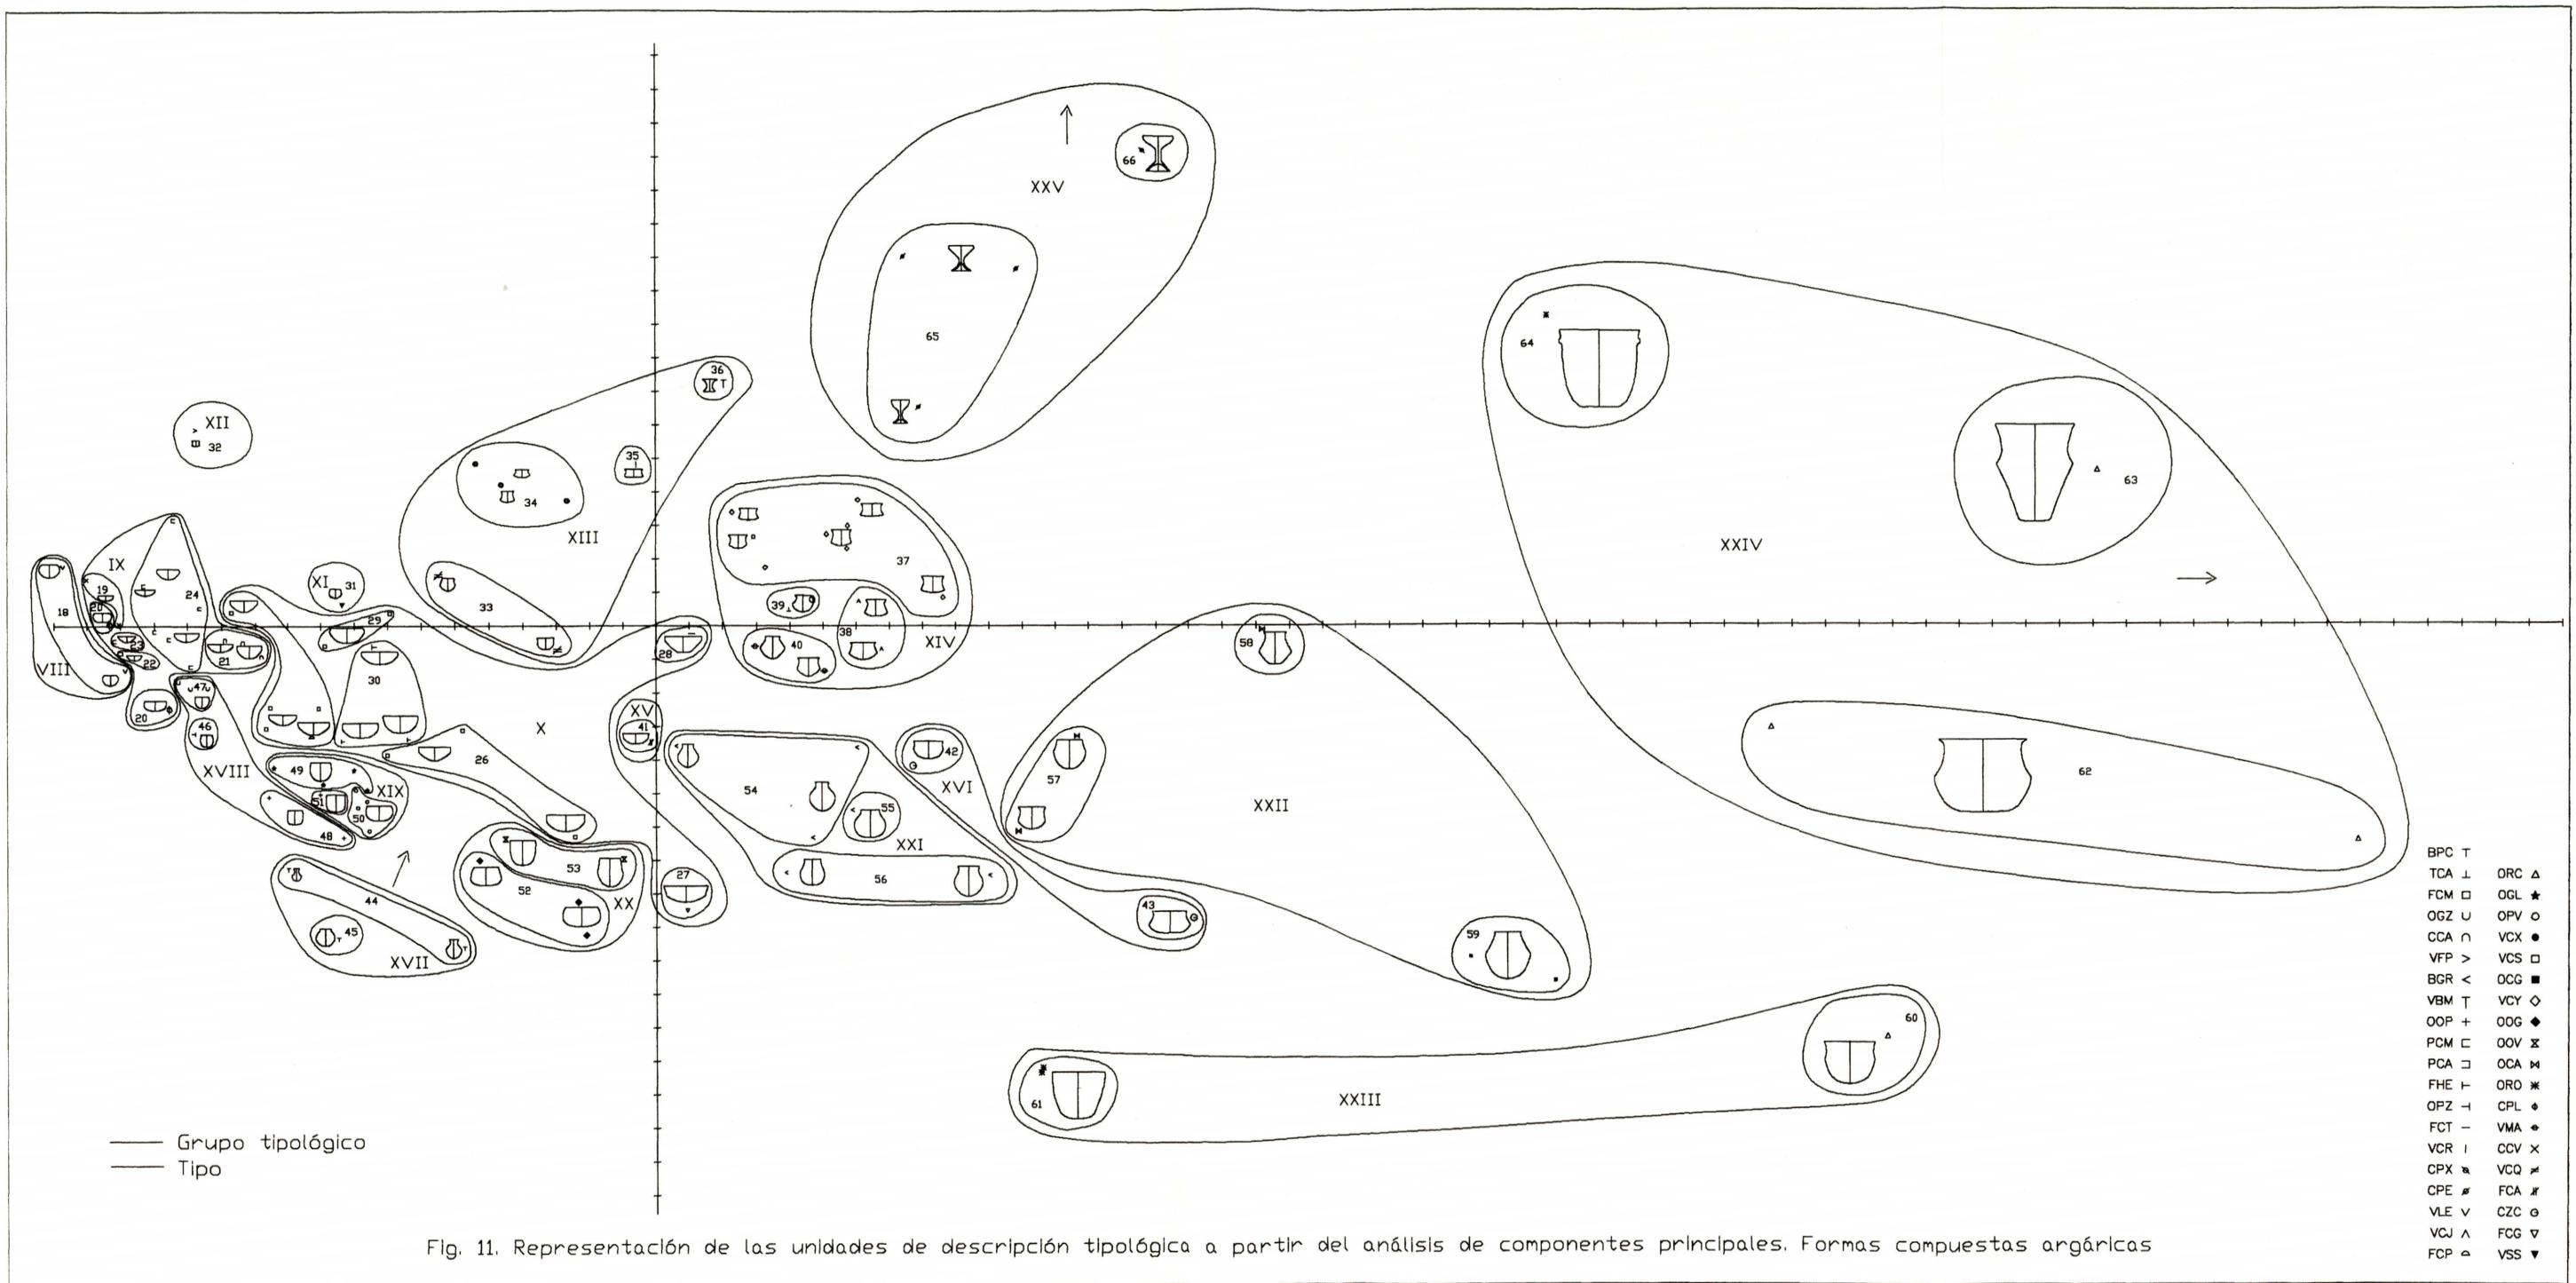 XXV
66
65
64
63
XXIV
62
36
XII
32
35
34
XIII
33
37
39
38
XIV
40
IX
19
20
24
18
XI
31
29
23
22
21
VIII
28
30
20
47
46
X
XV
41
26
XVIII
49
XIX
51
50
48
54
42
XVI
55
XXI
56
58
57
XXII
53
52
XX
27
44
45
XVII
43
59
60
61
XXIII
Grupo tipológico
Tipo
BPC
TCA ORC
FCM OGL
OGZ OPV
CCA VCX
VFP VCS
BGR OCG
VBM VCY
OOP OOG
PCM OOV
PCA OCA
FHE ORO
OPZ CPL
FCT VMA
VCR CCV
CPX VCQ
CPE FCA
VLE CZC
VCJ FCG
FCP VSS
Fig. 11. Representación de las unidades de descripción tipológica a partir del análisis de componentes principales. Formas compuestas argáricas